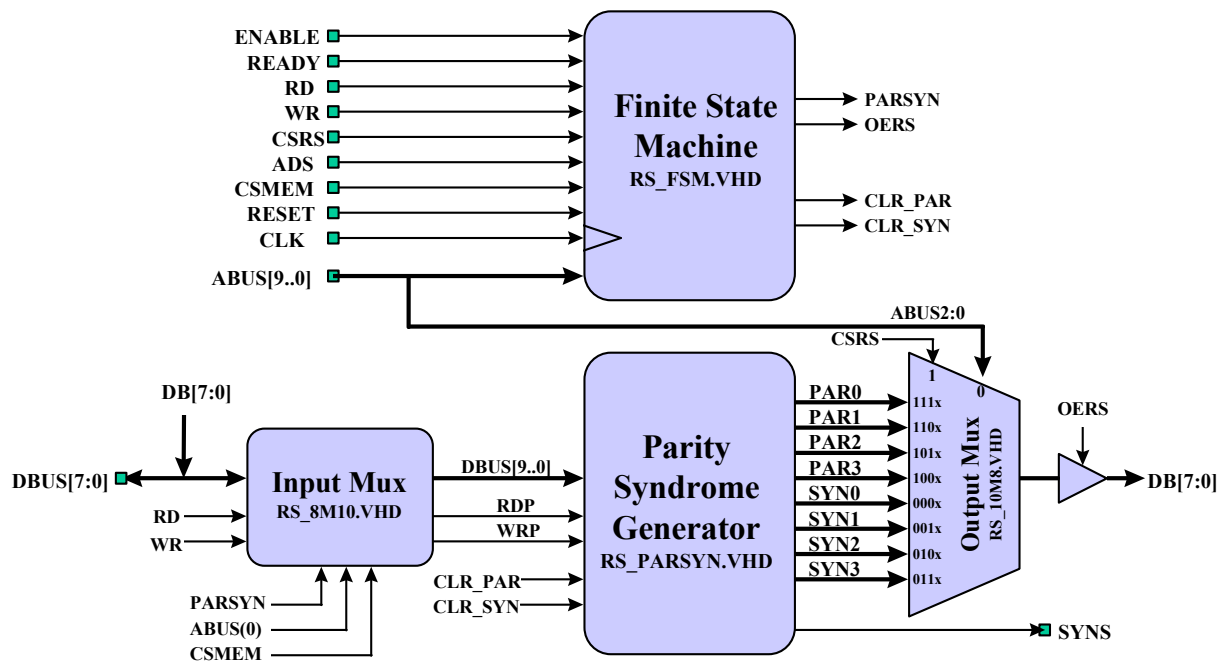 ENABLE
READY
RD
WR
CSRS
ADS
CSMEM
RESET
CLK
ABUS[9..0]
Finite State
Machine
RS_FSM.VHD
PARSYN
OERS
CLR_PAR
CLR_SYN
ABUS2:0
CSRS
DB[7:0]
DBUS[7:0]
RD
WR
Input Mux
RS_8M10.VHD
PARSYN
ABUS(0)
CSMEM
DBUS[9..0]
RDP
WRP
CLR_PAR
CLR_SYN
Parity
Syndrome
Generator
RS_PARSYN.VHD
PAR0
PAR1
PAR2
PAR3
SYN0
SYN1
SYN2
SYN3
1
0
111x
110x
101x
100x
000x
001x
010x
011x
Output Mux
RS_10M8.VHD
OERS
DB[7:0]
SYNS